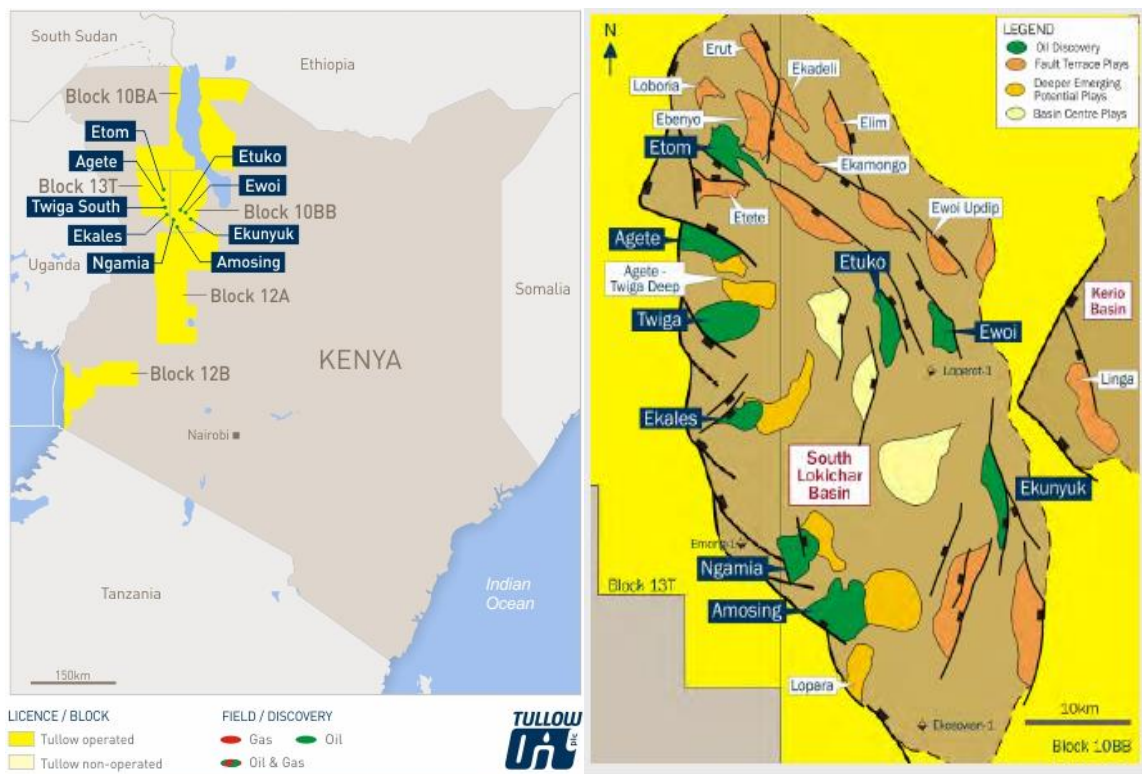 South Sudan
Ethiopia
Block 10BA
Etom
Agete
Etuko
Block 13T
Ewoi
Twiga South
Block 10BB
Ekales
Ekunyuk
Uganda
Ngamia
Amosing
Block 12A
Somalia
KENYA
Block 12B
Nairobi
Tanzania
Indian
Ocean
150km
LICENCE / BLOCK
Tullow operated
Tullow non-operated
FIELD / DISCOVERY
Gas
Oil
Oil & Gas
TULLOW
OIL plc
N
LEGEND
Oil Discovery
Fault Terrace Plays
Deeper Emerging
Potential Plays
Basin Centre Plays
Erut
Ekadeli
Loboria
Ebenyo
Elim
Etom
Ekamongo
Etete
Ewoi Updip
Agete
Etuko
Agete -
Twiga Deep
Kerio
Basin
Twiga
Ewoi
Loperot-1
Linga
Ekales
South
Lokichar
Basin
Ekunyuk
Emong-1
Ngamia
Block 13T
Amosing
Lopara
10km
Block 10BB